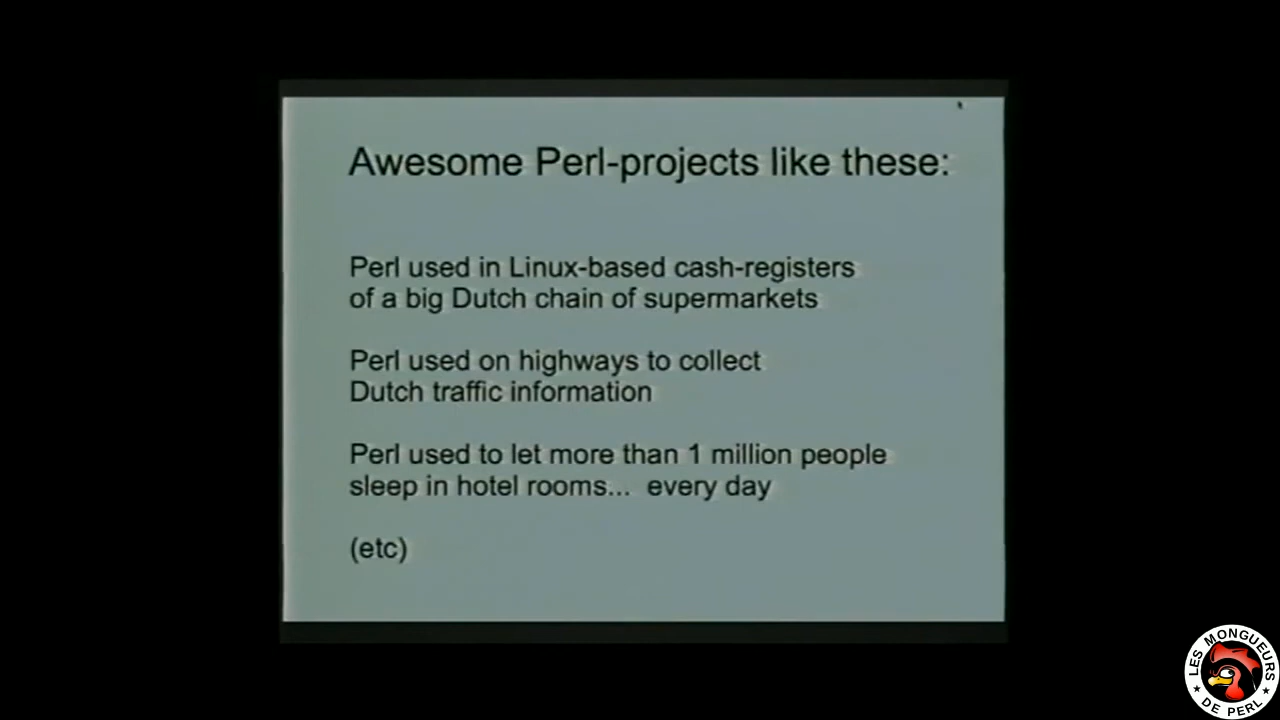 Awesome Perl-projects like these:
Perl used in Linux-based cash-registers
of a big Dutch chain of supermarkets
Perl used on highways to collect
Dutch traffic information
Perl used to let more than 1 million people
sleep in hotel rooms... every day
(etc)
LES MONGUEURS
DE PERL